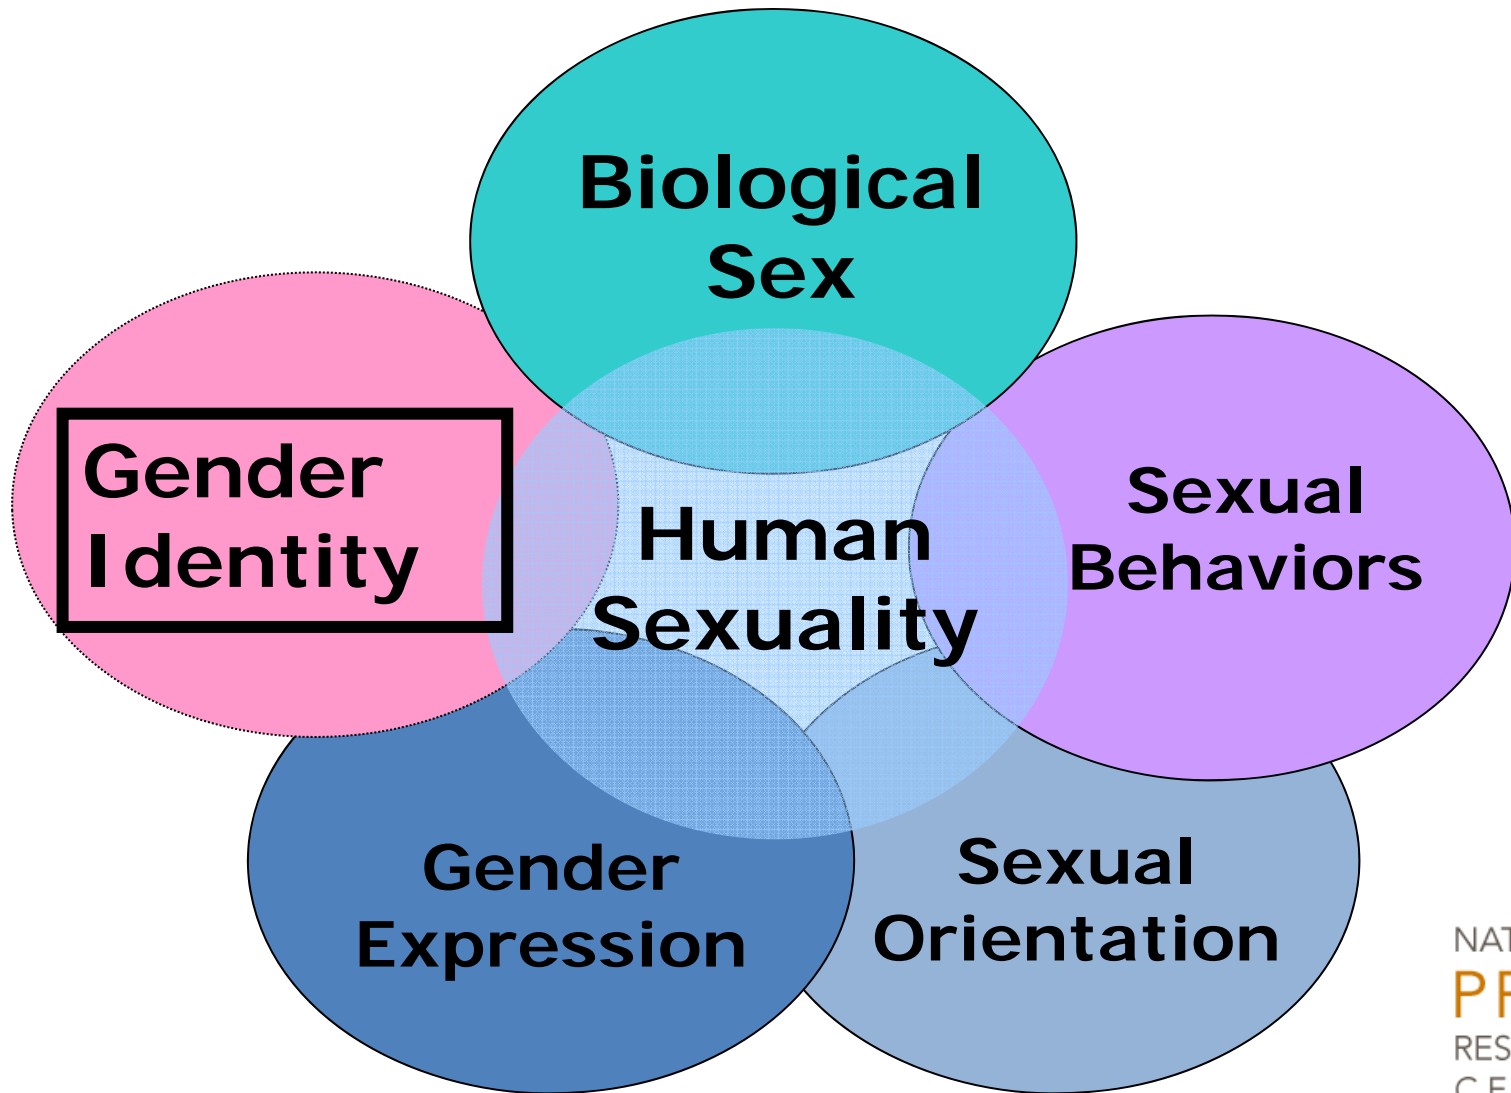 Biological
Sex
Gender
Identity
Human
Sexuality
Sexual
Behaviors
Gender
Expression
Sexual
Orientation